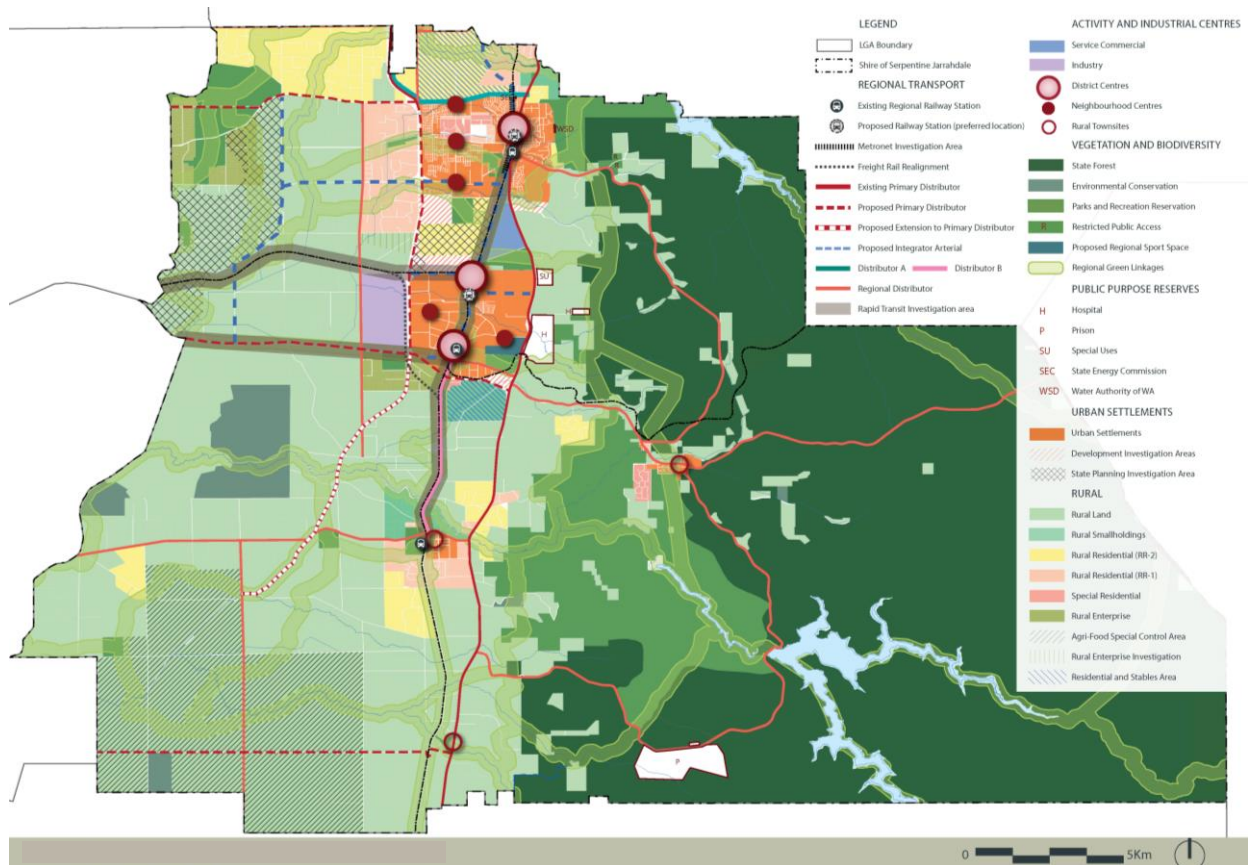 LEGEND
LGA Boundary
Shire of Serpentine Jarrahdale
REGIONAL TRANSPORT
Existing Regional Railway Station
Proposed Railway Station (preferred location)
Metronet Investigation Area
Freight Rail Realignment
Existing Primary Distributor
Proposed Primary Distributor
Proposed Extension to Primary Distributor
Proposed Integrator Arterial
Distributor A Distributor B
Regional Distributor
Rapid Transit Investigation area
ACTIVITY AND INDUSTRIAL CENTRES
Service Commercial
Industry
District Centres
Neighbourhood Centres
Rural Townsites
VEGETATION AND BIODIVERSITY
State Forest
Environmental Conservation
Parks and Recreation Reservation
R Restricted Public Access
Proposed Regional Sport Space
Regional Green Linkages
PUBLIC PURPOSE RESERVES
H Hospital
P Prison
SU Special Uses
SEC State Energy Commission
WSD Water Authority of WA
URBAN SETTLEMENTS
Urban Settlements
Development Investigation Areas
State Planning Investigation Area
RURAL
Rural Land
Rural Smallholdings
Rural Residential (RR-2)
Rural Residential (RR-1)
Special Residential
Rural Enterprise
Agri-Food Special Control Area
Rural Enterprise Investigation
Residential and Stables Area
WSD
SU
H
H
P
0 5Km